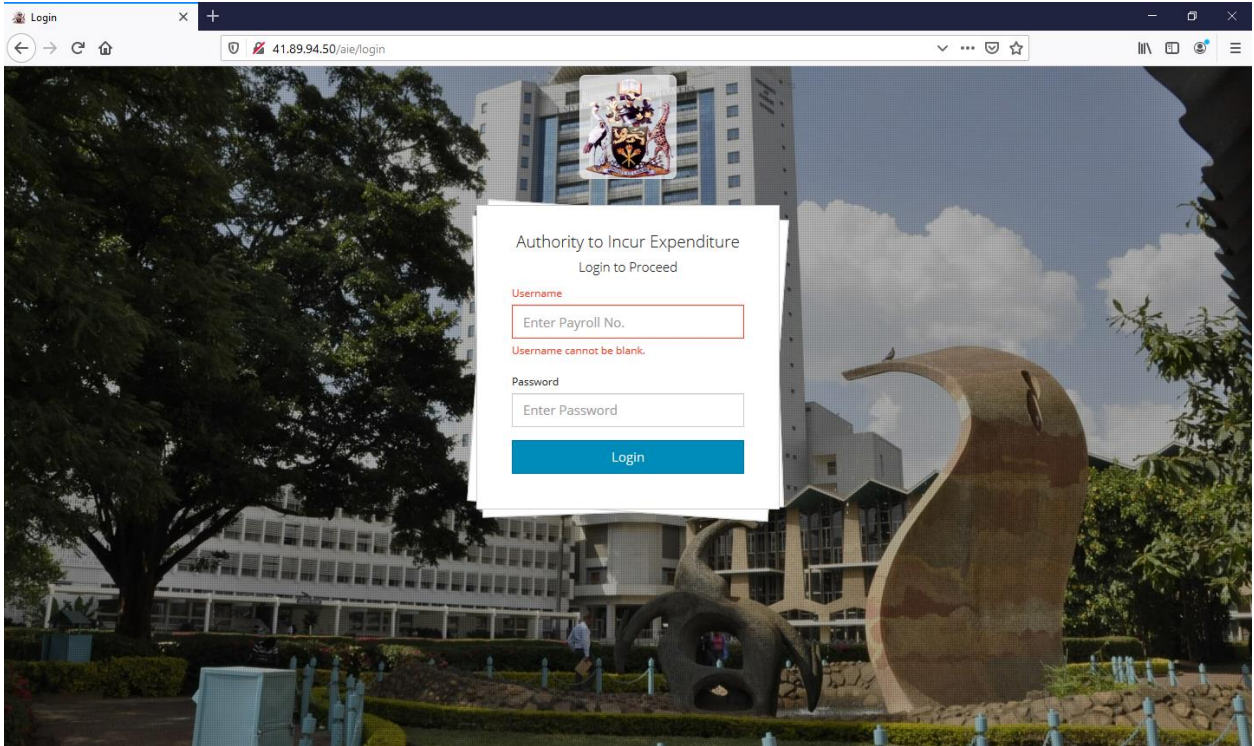 Login
41.89.94.50/aie/login
Authority to Incur Expenditure
Login to Proceed
Username
Enter Payroll No.
Username cannot be blank.
Password
Enter Password
Login